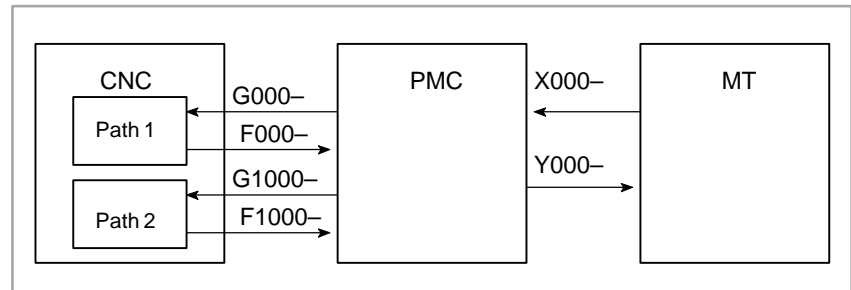 CNC
Path 1
Path 2
G000–
F000–
G1000–
F1000–
PMC
X000–
Y000–
MT